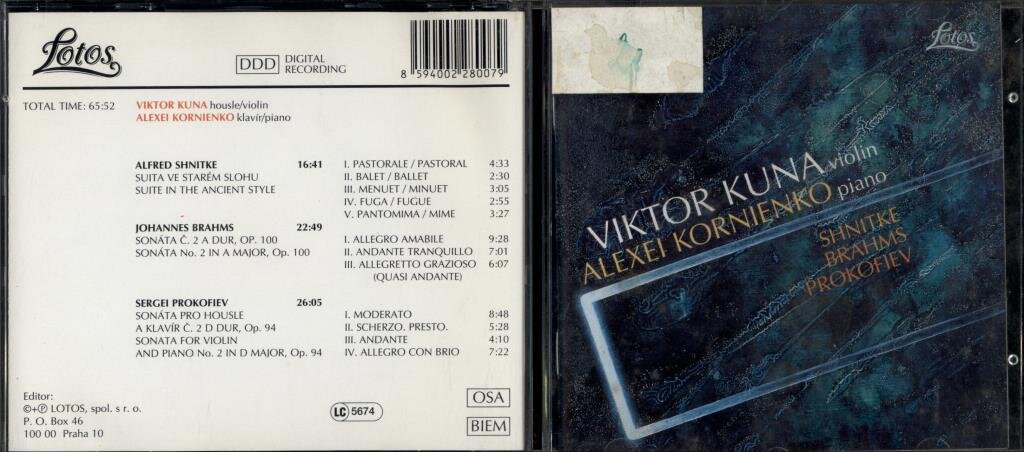 Lotos
DDD DIGITAL RECORDING
8 594002 280079
TOTAL TIME: 65:52
VIKTOR KUNA housle/violin
ALEXEI KORNIENKO klavír/piano
ALFRED SHNITKE 16:41
SUITA VE STARÉM SLOHU
SUITE IN THE ANCIENT STYLE
I. PASTORALE / PASTORAL 4:33
II. BALET / BALLET 2:30
III. MENUET / MINUET 3:05
IV. FUGA / FUGUE 2:55
V. PANTOMIMA / MIME 3:27
JOHANNES BRAHMS 22:49
SONÁTA Č. 2 A DUR, OP. 100
SONÁTA No. 2 IN A MAJOR, Op. 100
I. ALLEGRO AMABILE 9:28
II. ANDANTE TRANQUILLO 7:01
III. ALLEGRETTO GRAZIOSO 6:07
(QUASI ANDANTE)
SERGEI PROKOFIEV 26:05
SONÁTA PRO HOUSLE
A KLAVÍR Č. 2 D DUR, Op. 94
SONATA FOR VIOLIN
AND PIANO No. 2 IN D MAJOR, Op. 94
I. MODERATO 8:48
II. SCHERZO. PRESTO. 5:28
III. ANDANTE 4:10
IV. ALLEGRO CON BRIO 7:22
Editor:
©+℗ LOTOS, spol. s r. o.
P. O. Box 46
100 00 Praha 10
LC 5674
OSA
BIEM
Lotos
VIKTOR KUNA violin
ALEXEI KORNIENKO piano
SHNITKE
BRAHMS
PROKOFIEV